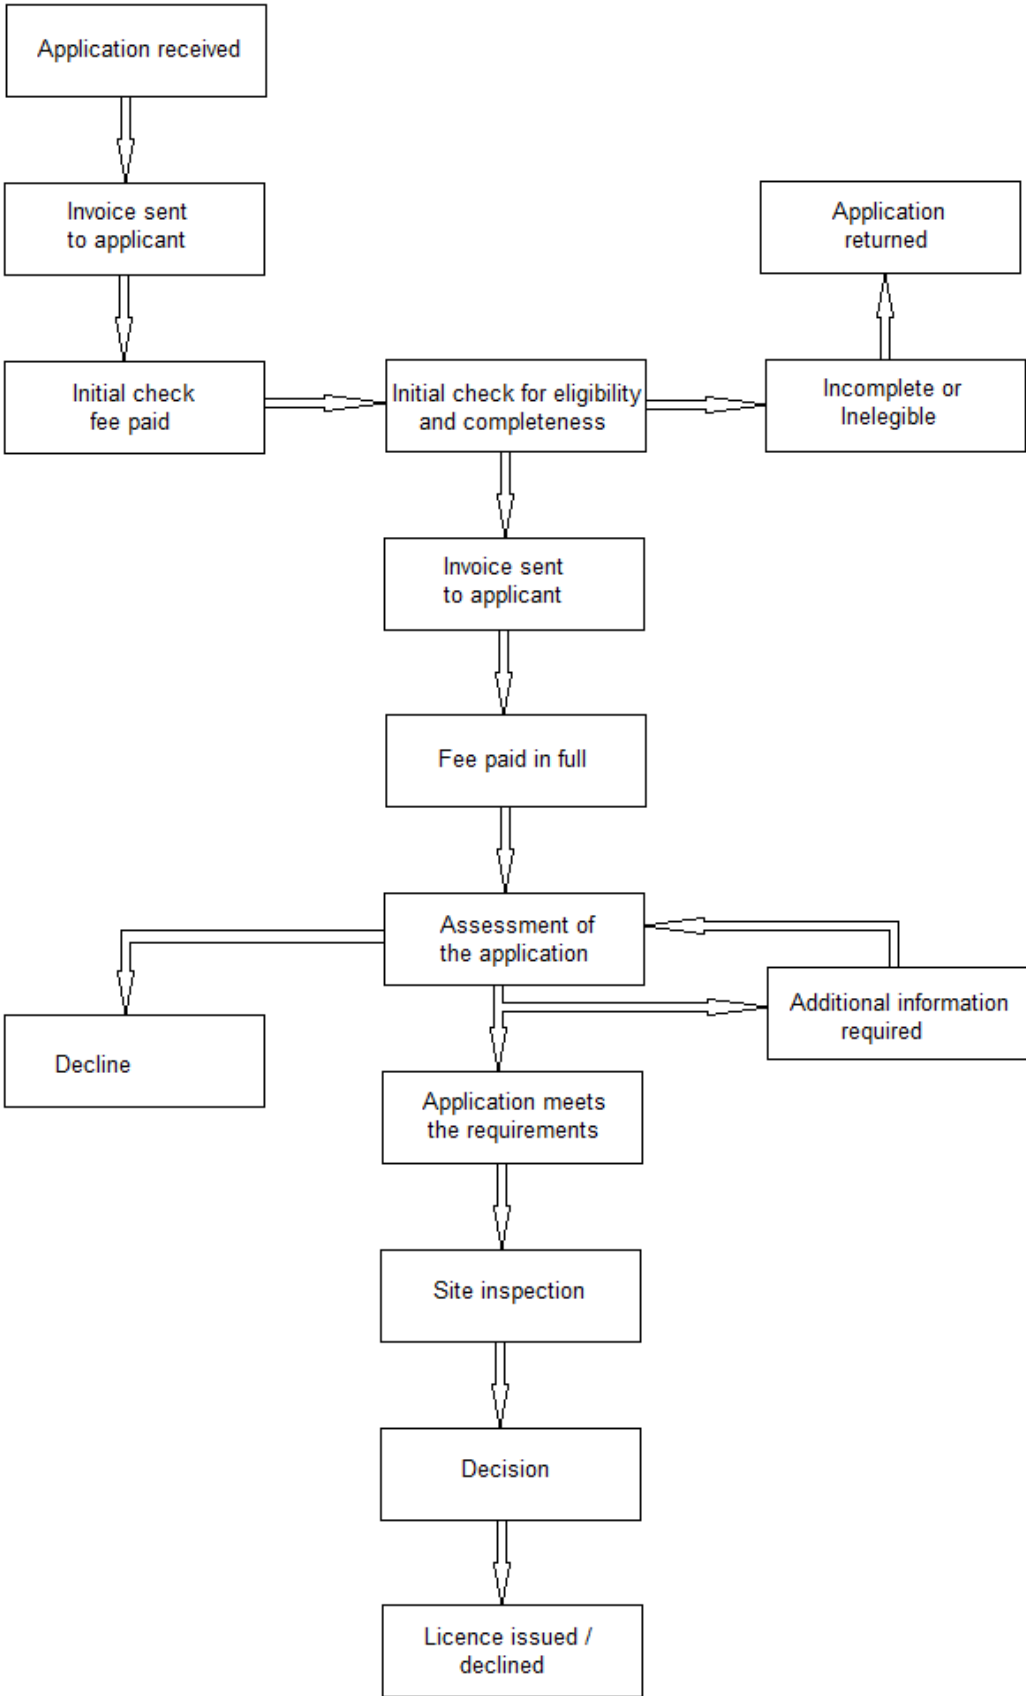 Application received
Invoice sent
to applicant
Application
returned
Initial check
fee paid
Initial check for eligibility
and completeness
Incomplete or
Inelegible
Invoice sent
to applicant
Fee paid in full
Assessment of
the application
Additional information
required
Decline
Application meets
the requirements
Site inspection
Decision
Licence issued /
declined